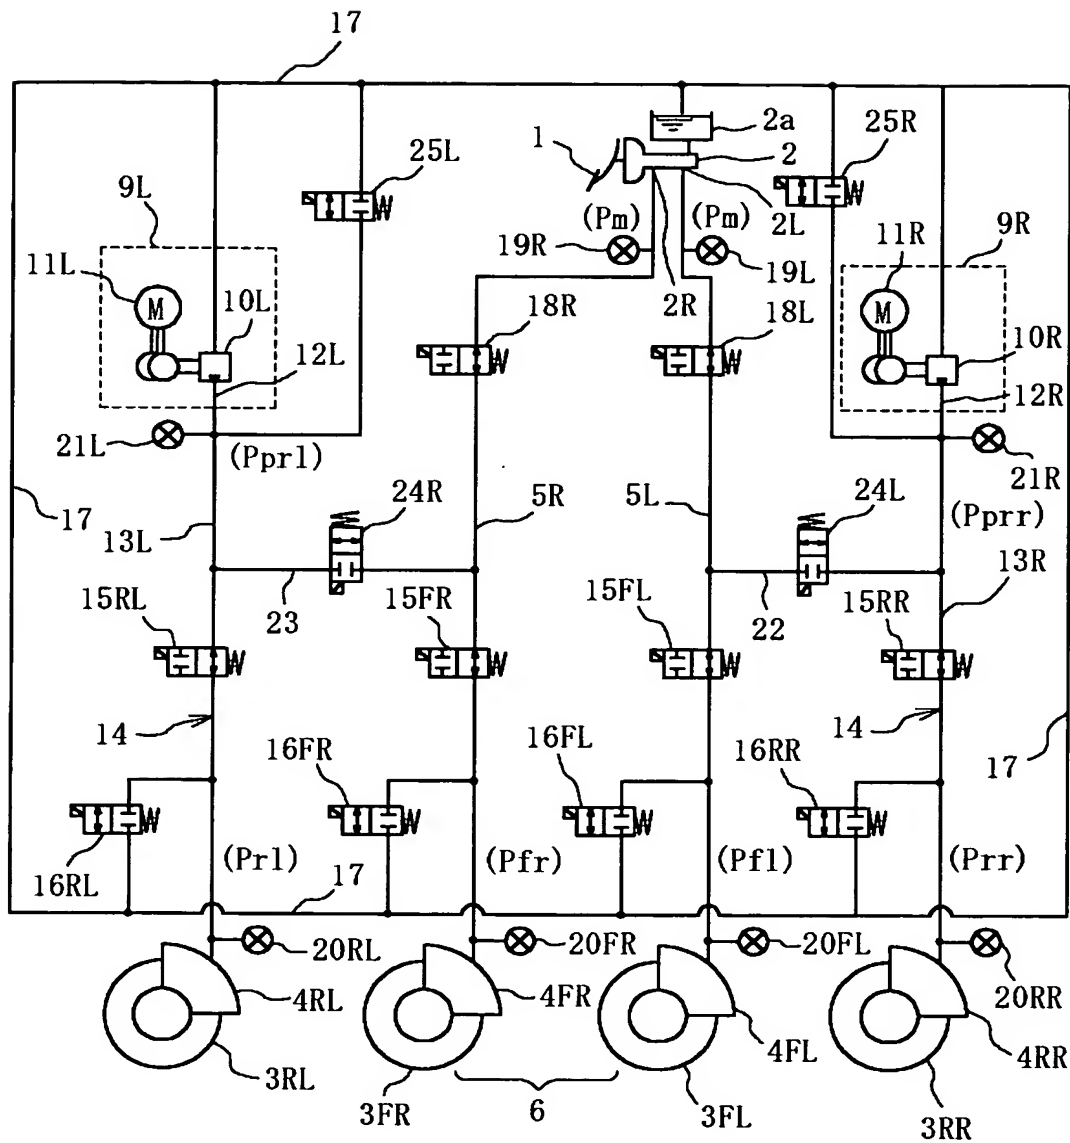 17
2a
25R
1
2
25L
9L
(Pm)
(Pm)
2L
11R
9R
19R
19L
11L
M
10L
18R
2R
18L
M
10R
12L
12R
21L
(Pprl)
21R
17
24R
5R
5L
24L
(Pprr)
13L
13R
23
22
15RL
15FR
15FL
15RR
14
14
16FR
16FL
16RR
17
16RL
(Prl)
17
(Pfr)
(Pfl)
(Prr)
20RL
20FR
20FL
20RR
4RL
4FR
4FL
4RR
3RL
3FR
6
3FL
3RR